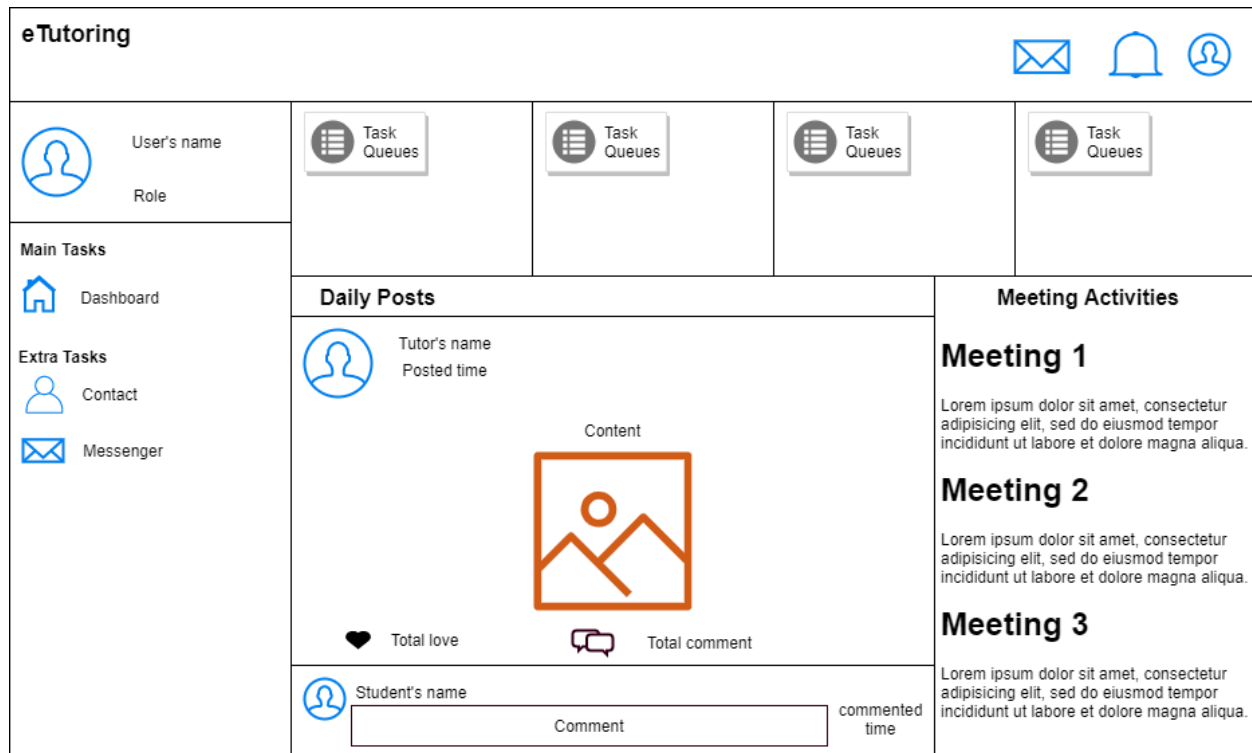 eTutoring
User's name
Role
Main Tasks
Dashboard
Extra Tasks
Contact
Messenger
Task
Queues
Task
Queues
Task
Queues
Task
Queues
Daily Posts
Tutor's name
Posted time
Content
Total love
Total comment
Student's name
Comment
commented
time
Meeting Activities
Meeting 1
Lorem ipsum dolor sit amet, consectetur
adipisicing elit, sed do eiusmod tempor
incididunt ut labore et dolore magna aliqua.
Meeting 2
Lorem ipsum dolor sit amet, consectetur
adipisicing elit, sed do eiusmod tempor
incididunt ut labore et dolore magna aliqua.
Meeting 3
Lorem ipsum dolor sit amet, consectetur
adipisicing elit, sed do eiusmod tempor
incididunt ut labore et dolore magna aliqua.